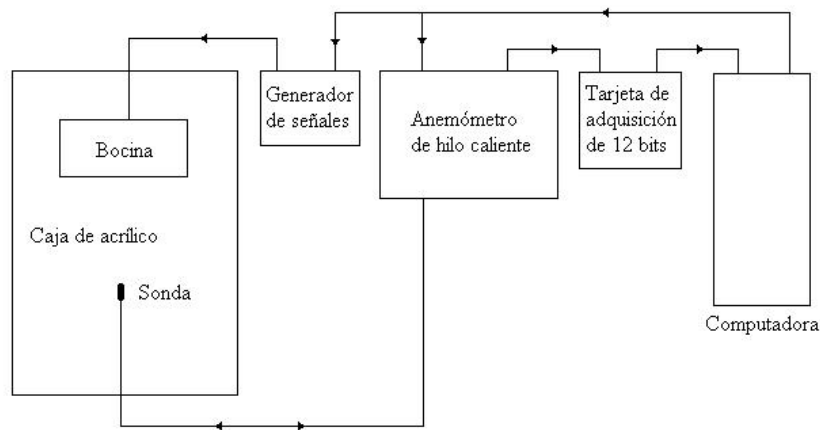 Generador
de señales
Bocina
Anemómetro
de hilo caliente
Tarjeta de
adquisición
de 12 bits
Caja de acrílico
Sonda
Computadora